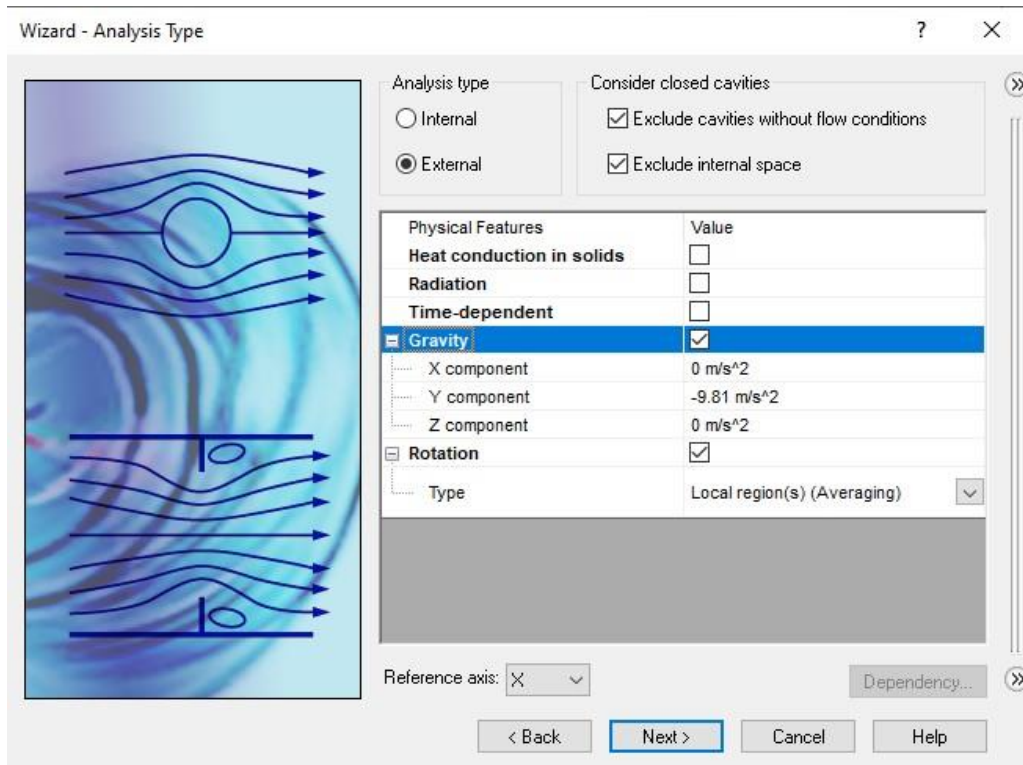 Wizard - Analysis Type ?
Analysis type
Internal
External
Consider closed cavities
Exclude cavities without flow conditions
Exclude internal space
Physical Features Value
Heat conduction in solids
Radiation
Time-dependent
Gravity
X component 0 m/s^2
Y component -9.81 m/s^2
Z component 0 m/s^2
Rotation
Type Local region(s) (Averaging)
Reference axis: X
Dependency...
< Back Next > Cancel Help